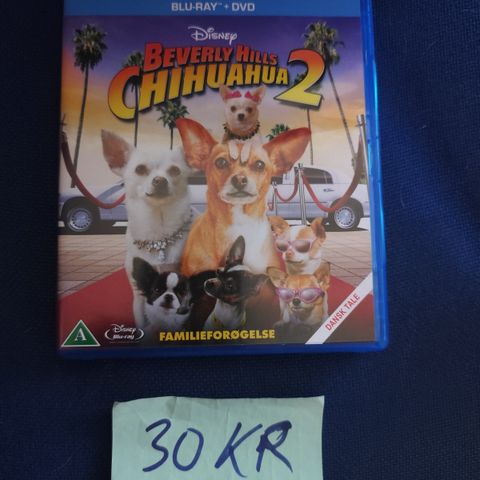 BLU-RAY + DVD
Disney
BEVERLY HILLS
CHIHUAHUA 2
DANSK TALE
A
Disney
Blu-ray
FAMILIEFORØGELSE
30 KR